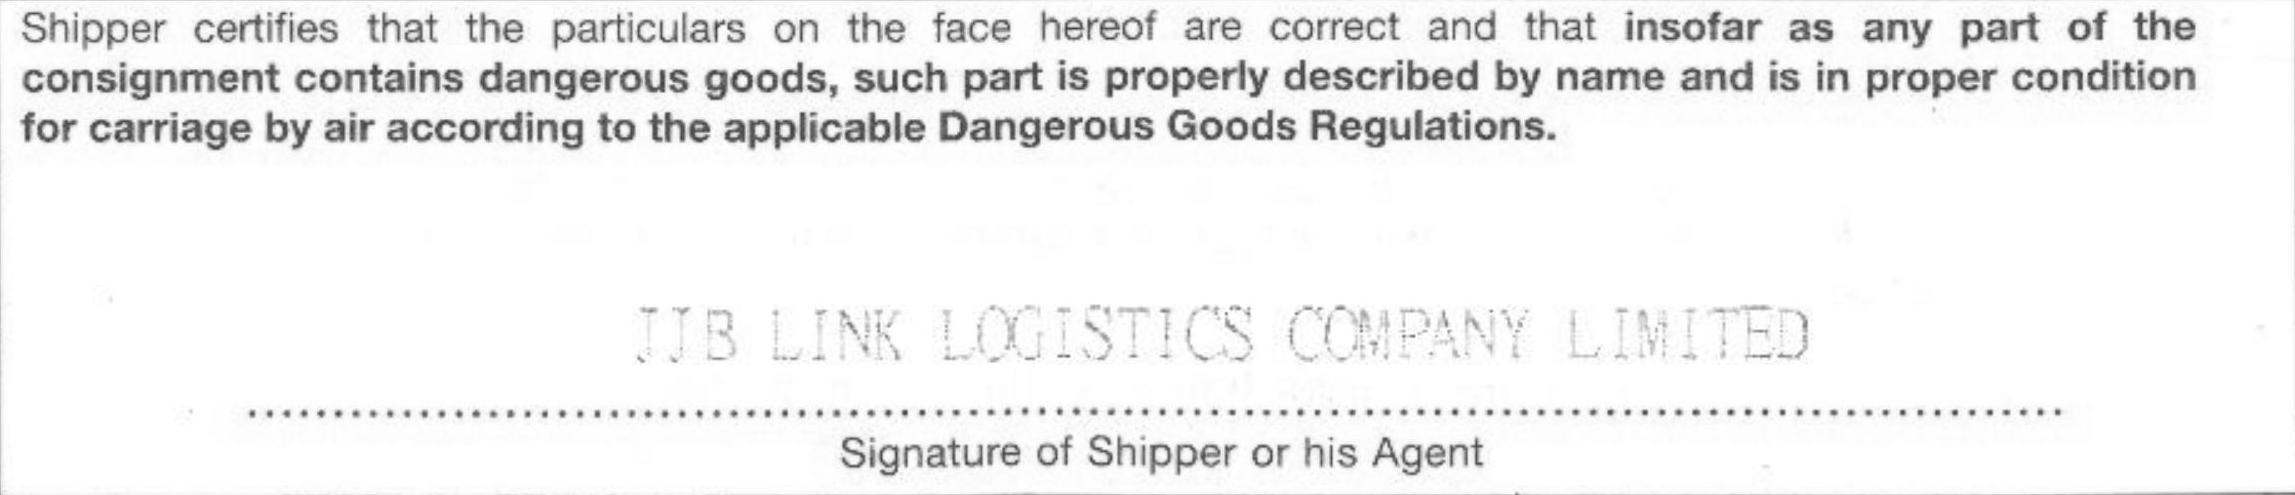 Shipper certifies that the particulars on the face hereof are correct and that insofar as any part of the
consignment contains dangerous goods, such part is properly described by name and is in proper condition
for carriage by air according to the applicable Dangerous Goods Regulations.
JJB LINK LOGISTICS COMPANY LIMITED
Signature of Shipper or his Agent